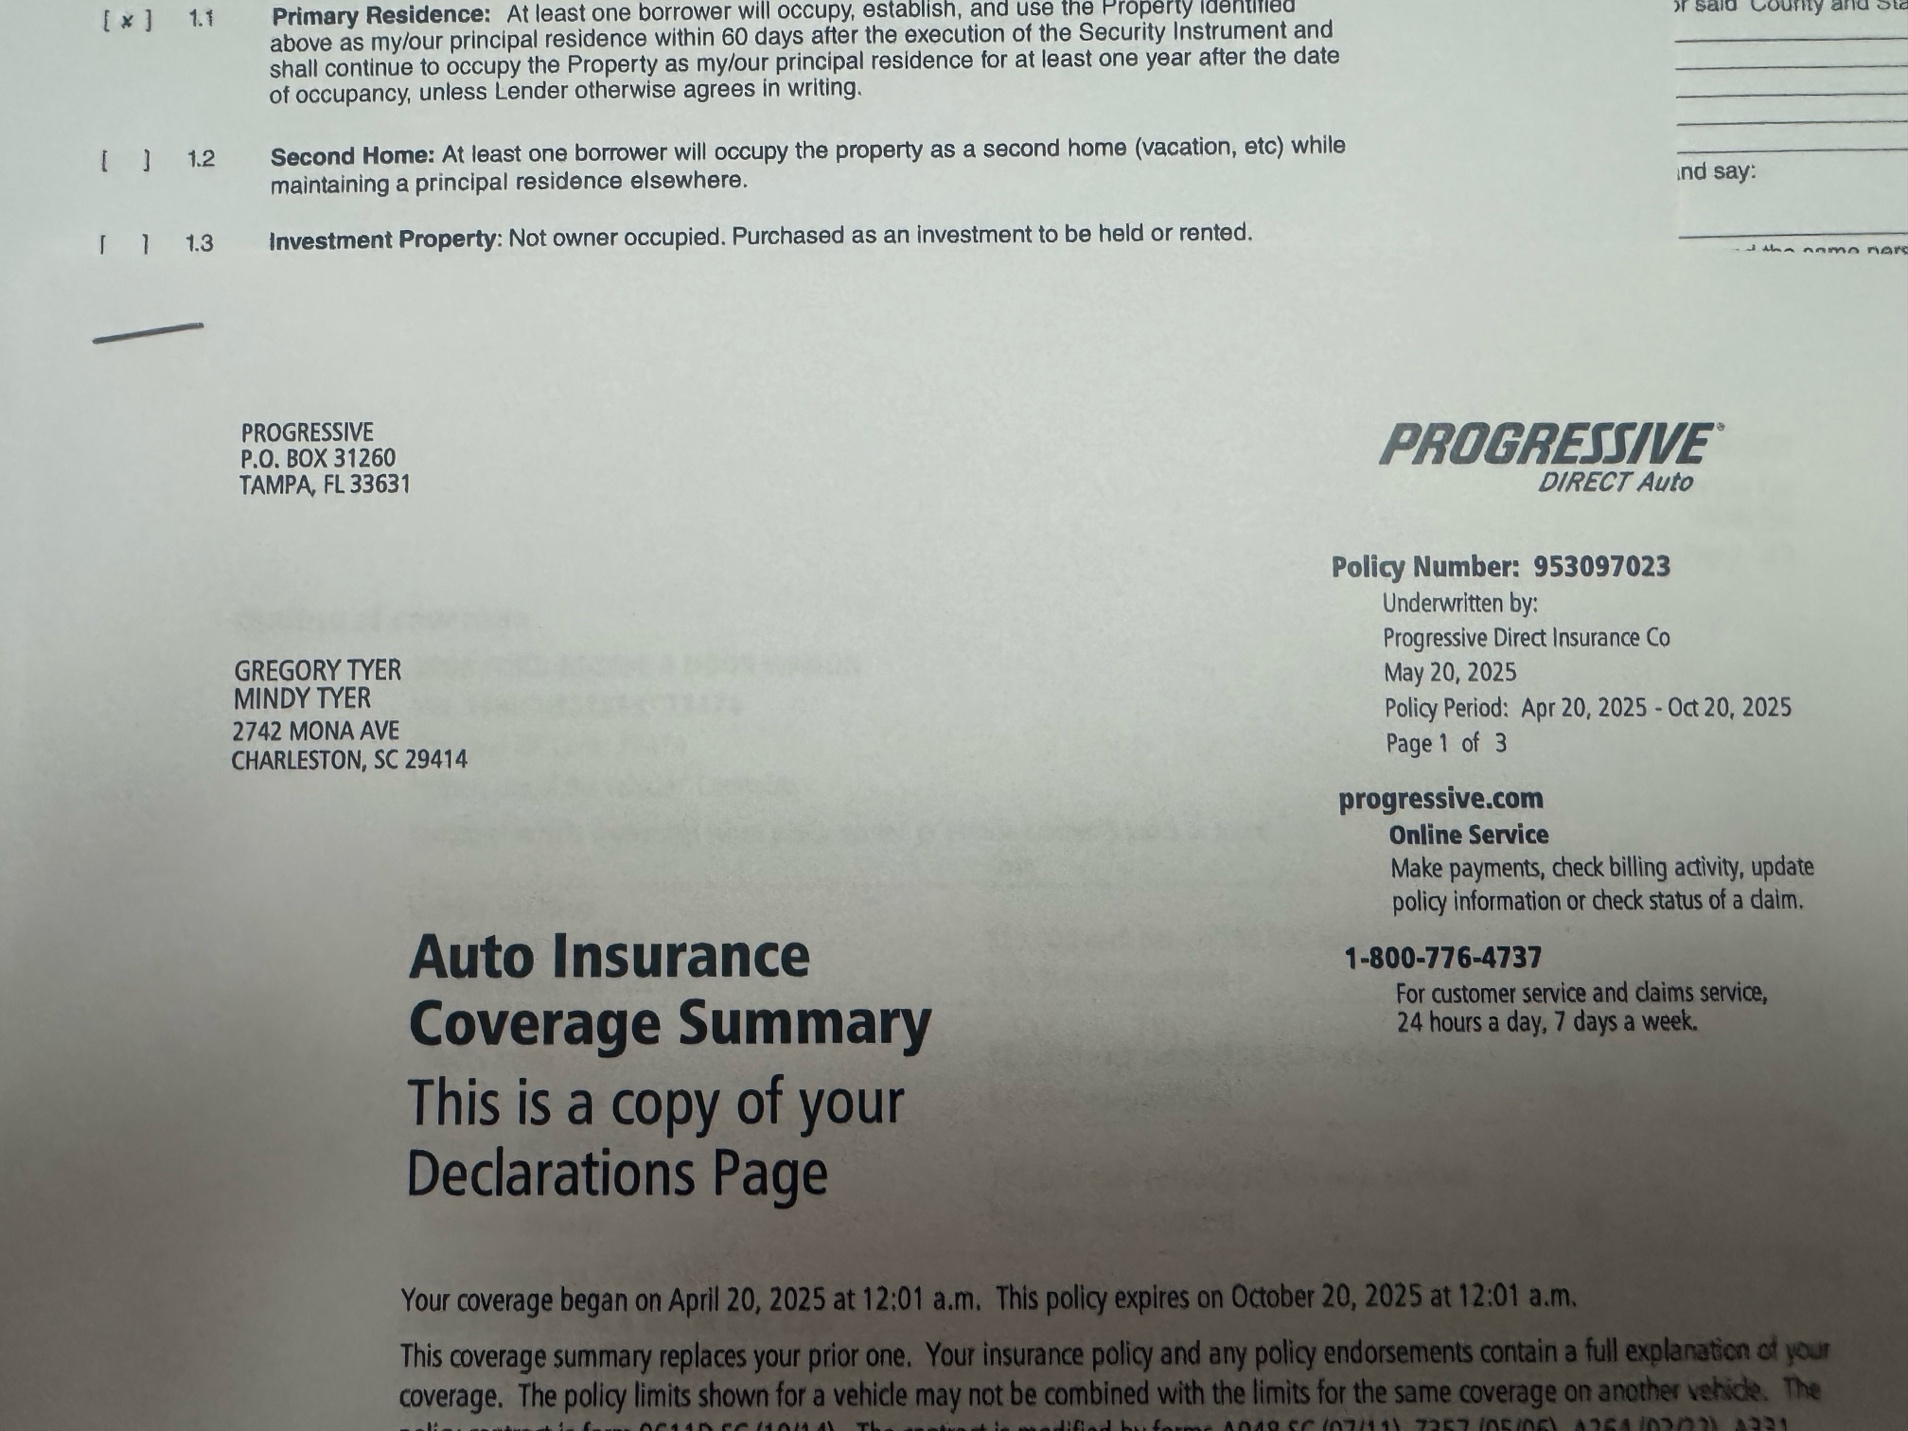 [ x ] 1.1 Primary Residence: At least one borrower will occupy, establish, and use the Property identified
above as my/our principal residence within 60 days after the execution of the Security Instrument and
shall continue to occupy the Property as my/our principal residence for at least one year after the date
of occupancy, unless Lender otherwise agrees in writing.
[ ] 1.2 Second Home: At least one borrower will occupy the property as a second home (vacation, etc) while
maintaining a principal residence elsewhere.
[ ] 1.3 Investment Property: Not owner occupied. Purchased as an investment to be held or rented.
said County and
and say:
PROGRESSIVE
P.O. BOX 31260
TAMPA, FL 33631
PROGRESSIVE
DIRECT Auto
Policy Number: 953097023
Underwritten by:
Progressive Direct Insurance Co
May 20, 2025
Policy Period: Apr 20, 2025 - Oct 20, 2025
Page 1 of 3
GREGORY TYER
MINDY TYER
2742 MONA AVE
CHARLESTON, SC 29414
progressive.com
Online Service
Make payments, check billing activity, update
policy information or check status of a claim.
1-800-776-4737
For customer service and claims service,
24 hours a day, 7 days a week.
Auto Insurance
Coverage Summary
This is a copy of your
Declarations Page
Your coverage began on April 20, 2025 at 12:01 a.m. This policy expires on October 20, 2025 at 12:01 a.m.
This coverage summary replaces your prior one. Your insurance policy and any policy endorsements contain a full explanation of your
coverage. The policy limits shown for a vehicle may not be combined with the limits for the same coverage on another vehicle. The